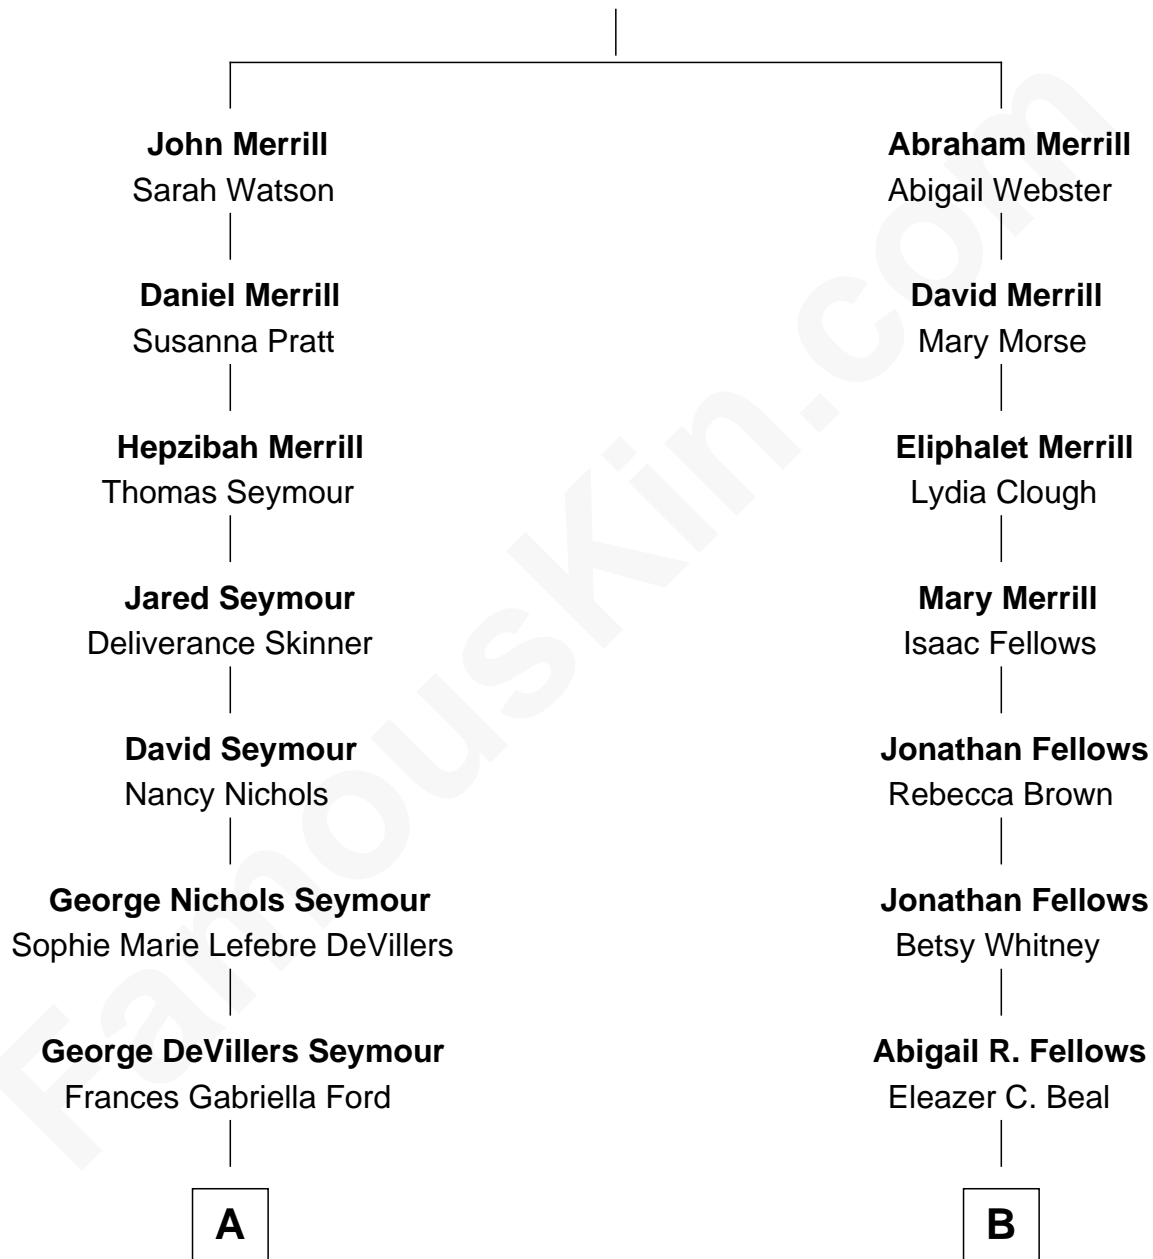 John Merrill
Sarah Watson
Daniel Merrill
Susanna Pratt
Hepzibah Merrill
Thomas Seymour
Jared Seymour
Deliverance Skinner
David Seymour
Nancy Nichols
George Nichols Seymour
Sophie Marie Lefebre DeVillers
George DeVillers Seymour
Frances Gabriella Ford
A
Abraham Merrill
Abigail Webster
David Merrill
Mary Morse
Eliphalet Merrill
Lydia Clough
Mary Merrill
Isaac Fellows
Jonathan Fellows
Rebecca Brown
Jonathan Fellows
Betsy Whitney
Abigail R. Fellows
Eleazer C. Beal
B
FamousKin.com